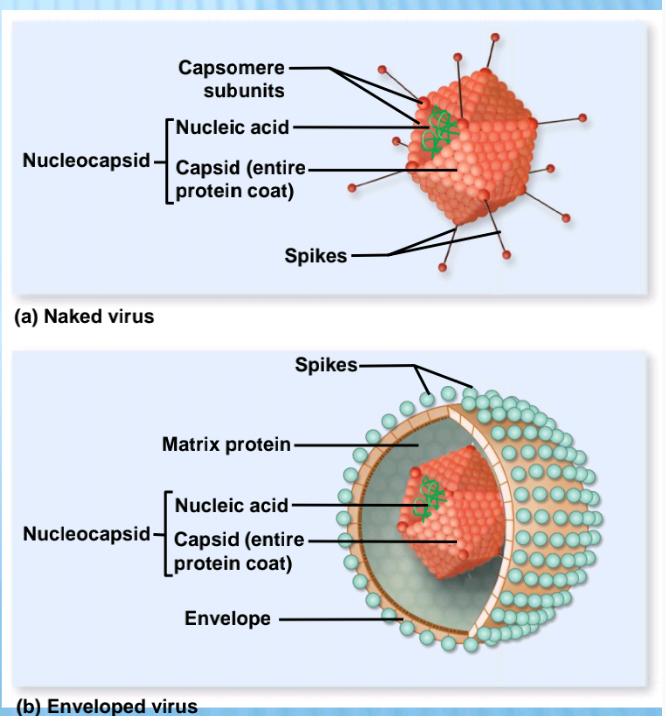 Capsomere
subunits
Nucleic acid
Nucleocapsid
Capsid (entire
protein coat)
Spikes
(a) Naked virus
Spikes
Matrix protein
Nucleic acid
Nucleocapsid
Capsid (entire
protein coat)
Envelope
(b) Enveloped virus